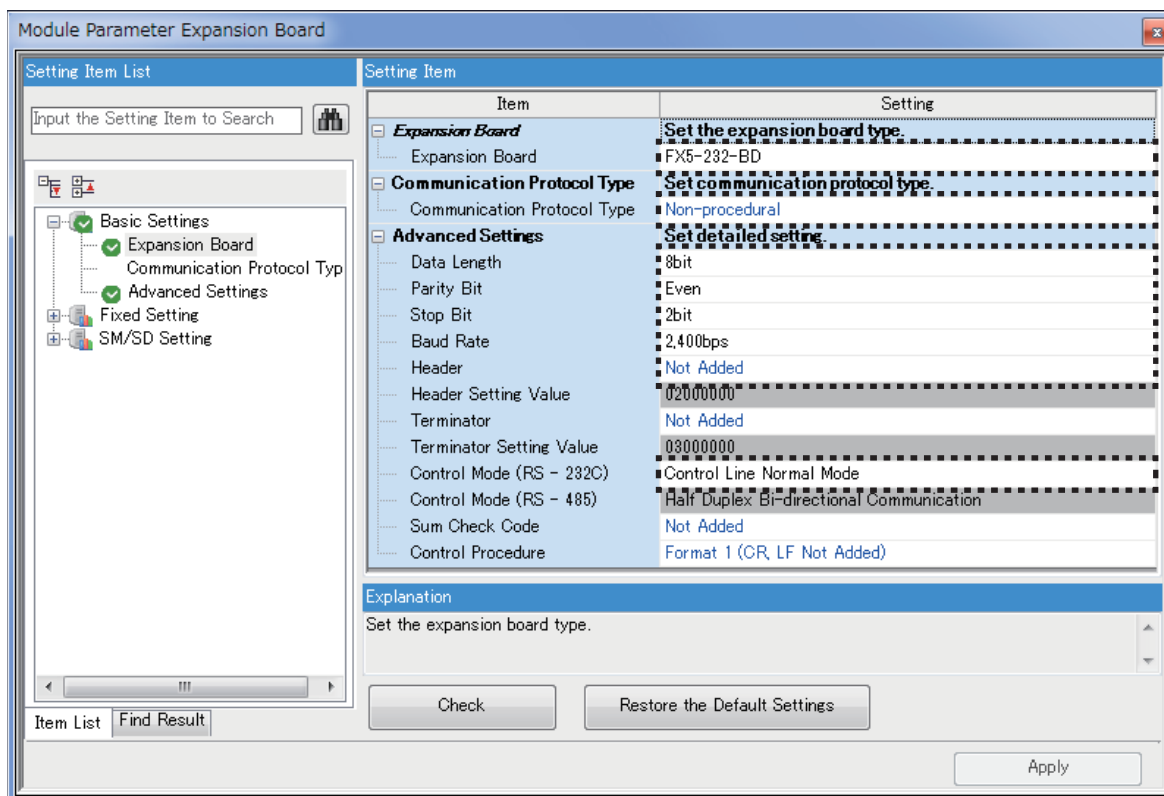 Module Parameter Expansion Board
Setting Item List
Input the Setting Item to Search
Basic Settings
Expansion Board
Communication Protocol Typ
Advanced Settings
Fixed Setting
SM/SD Setting
Item List
Find Result
Setting Item
Item Setting
Expansion Board Set the expansion board type.
Expansion Board FX5-232-BD
Communication Protocol Type Set communication protocol type.
Communication Protocol Type Non-procedural
Advanced Settings Set detailed setting.
Data Length 8bit
Parity Bit Even
Stop Bit 2bit
Baud Rate 2,400bps
Header Not Added
Header Setting Value 02000000
Terminator Not Added
Terminator Setting Value 03000000
Control Mode (RS - 232C) Control Line Normal Mode
Control Mode (RS - 485) Half Duplex Bi-directional Communication
Sum Check Code Not Added
Control Procedure Format 1 (CR, LF Not Added)
Explanation
Set the expansion board type.
Check
Restore the Default Settings
Apply